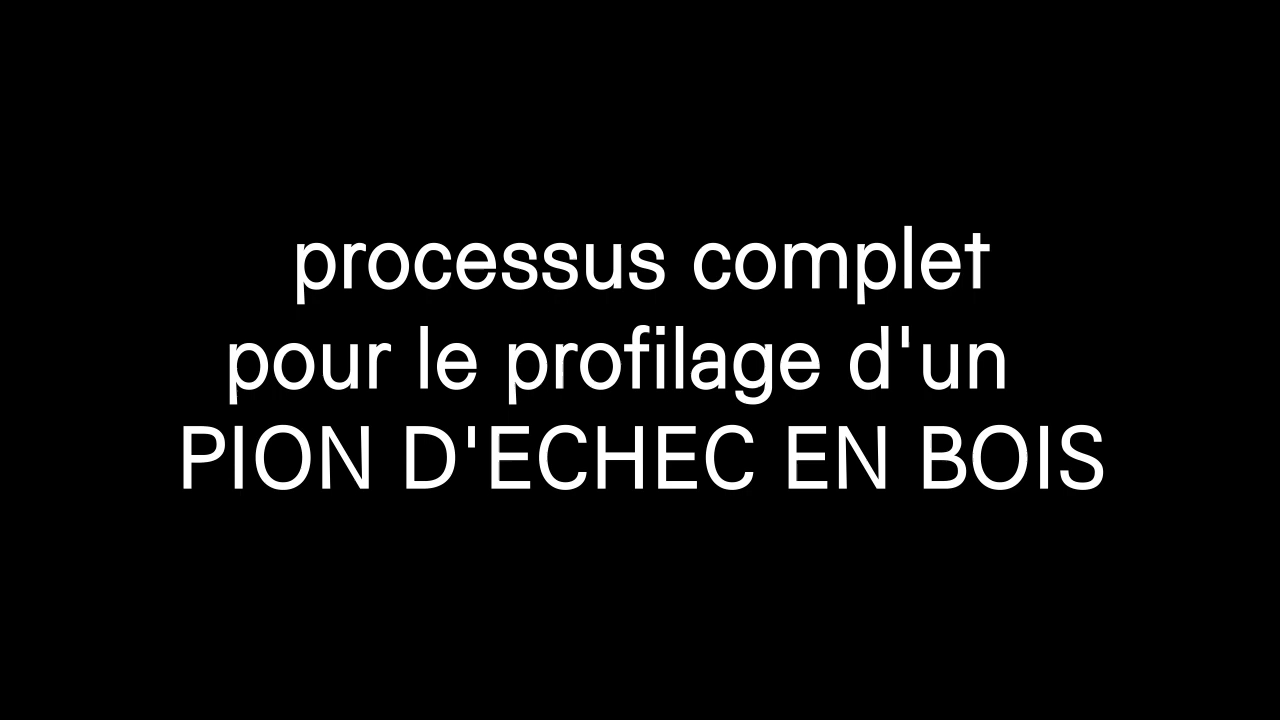 processus complet
pour le profilage d'un
PION D'ECHEC EN BOIS